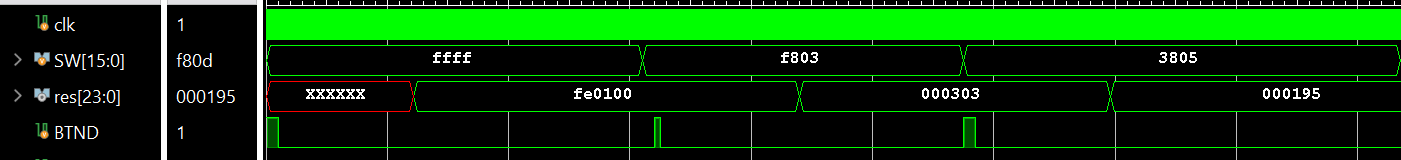 clk 1
SW[15:0] f80d ffff f803 3805
res[23:0] 000195 XXXXXX fe0100 000303 000195
BTND 1